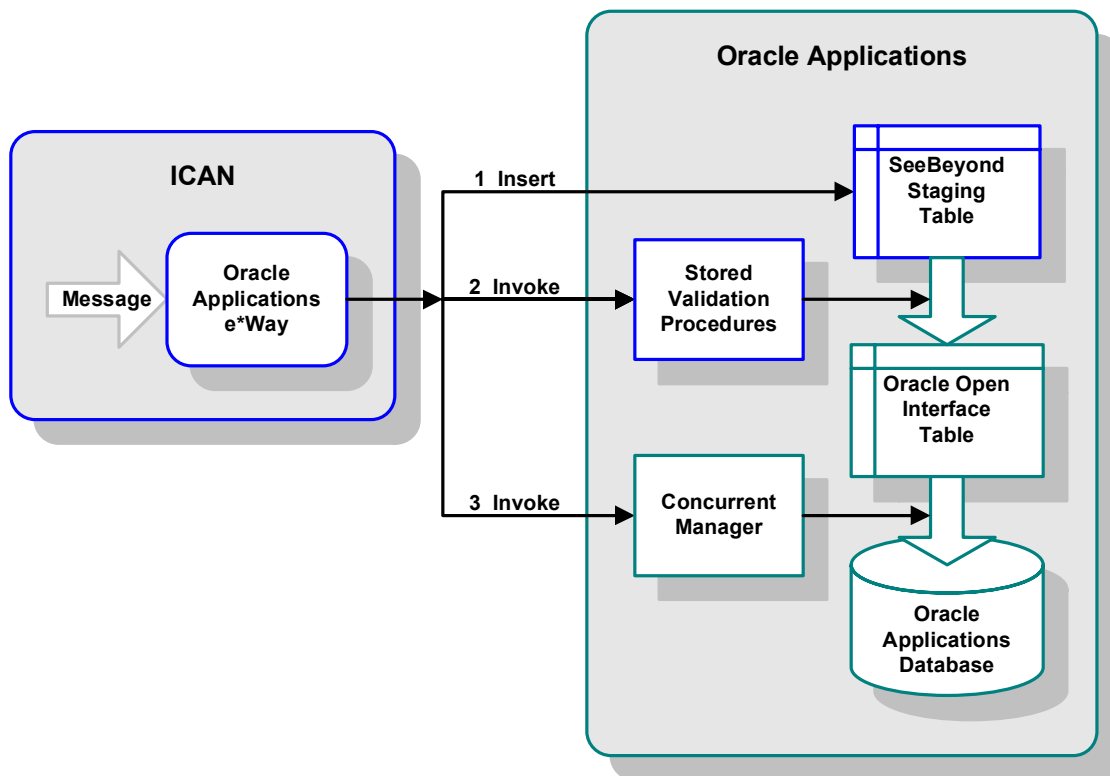 Oracle Applications
ICAN
Message
Oracle
Applications
e*Way
1 Insert
SeeBeyond
Staging
Table
2 Invoke
Stored
Validation
Procedures
Oracle Open
Interface
Table
3 Invoke
Concurrent
Manager
Oracle
Applications
Database